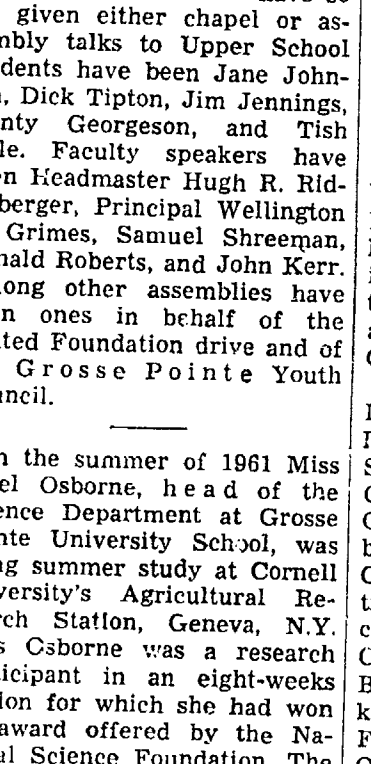 given either chapel or as-
mbly talks to Upper School
dents have been Jane John-
, Dick Tipton, Jim Jennings,
nty Georgeson, and Tish
le. Faculty speakers have
n Headmaster Hugh R. Rid-
berger, Principal Wellington
Grimes, Samuel Shreeman,
nald Roberts, and John Kerr.
ong other assemblies have
n ones in behalf of the
ted Foundation drive and of
Grosse Pointe Youth
ncil.
n the summer of 1961 Miss
el Osborne, head of the
ence Department at Grosse
nte University School, was
ng summer study at Cornell
versity's Agricultural Re-
rch Station, Geneva, N.Y.
s Osborne was a research
ticipant in an eight-weeks
ion for which she had won
award offered by the Na-
al Science Foundation. The